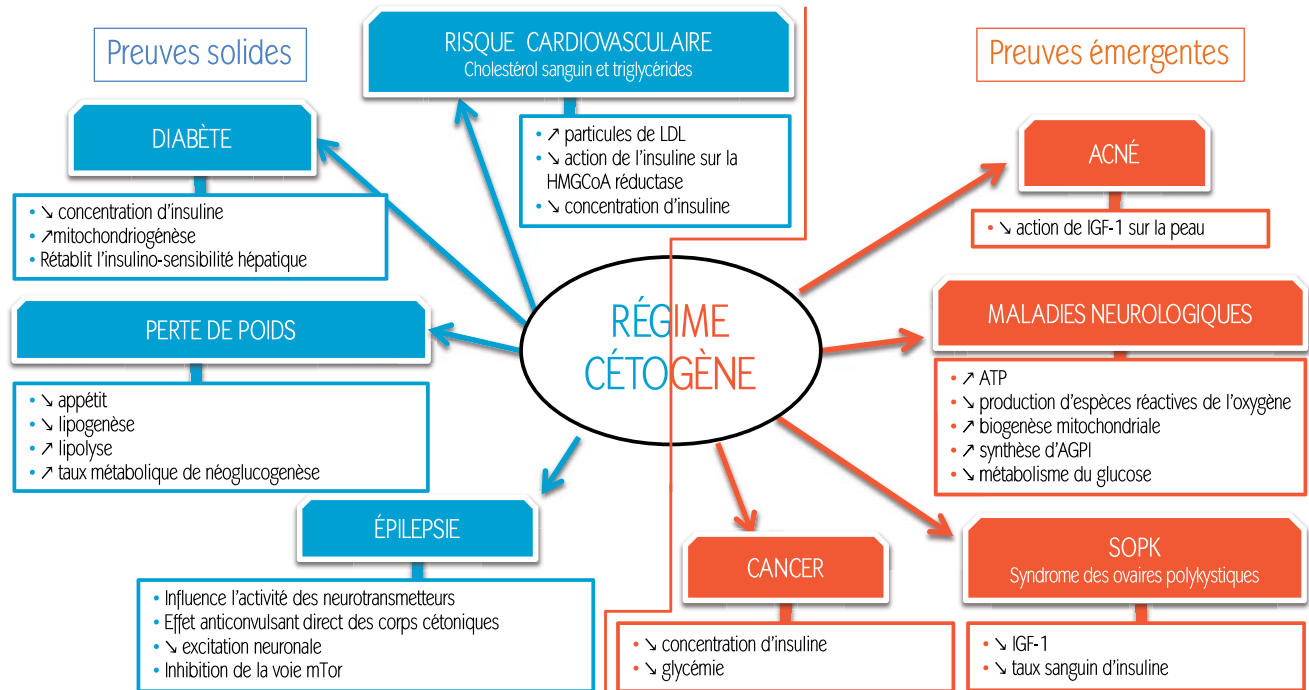 Preuves solides
RISQUE CARDIOVASCULAIRE
Cholestérol sanguin et triglycérides
• ↗ particules de LDL
• ↘ action de l'insuline sur la
HMGCoA réductase
• ↘ concentration d'insuline
DIABÈTE
• ↘ concentration d'insuline
• ↗mitochondriogénèse
• Rétablit l'insulino-sensibilité hépatique
PERTE DE POIDS
• ↘ appétit
• ↘ lipogenèse
• ↗ lipolyse
• ↗ taux métabolique de néoglucogenèse
ÉPILEPSIE
• Influence l'activité des neurotransmetteurs
• Effet anticonvulsant direct des corps cétoniques
• ↘ excitation neuronale
• Inhibition de la voie mTor
RÉGIME
CÉTOGÈNE
Preuves émergentes
ACNÉ
• ↘ action de IGF-1 sur la peau
MALADIES NEUROLOGIQUES
• ↗ ATP
• ↘ production d'espèces réactives de l'oxygène
• ↗ biogenèse mitochondriale
• ↗ synthèse d'AGPI
• ↘ métabolisme du glucose
SOPK
Syndrome des ovaires polykystiques
• ↘ IGF-1
• ↘ taux sanguin d'insuline
CANCER
• ↘ concentration d'insuline
• ↘ glycémie